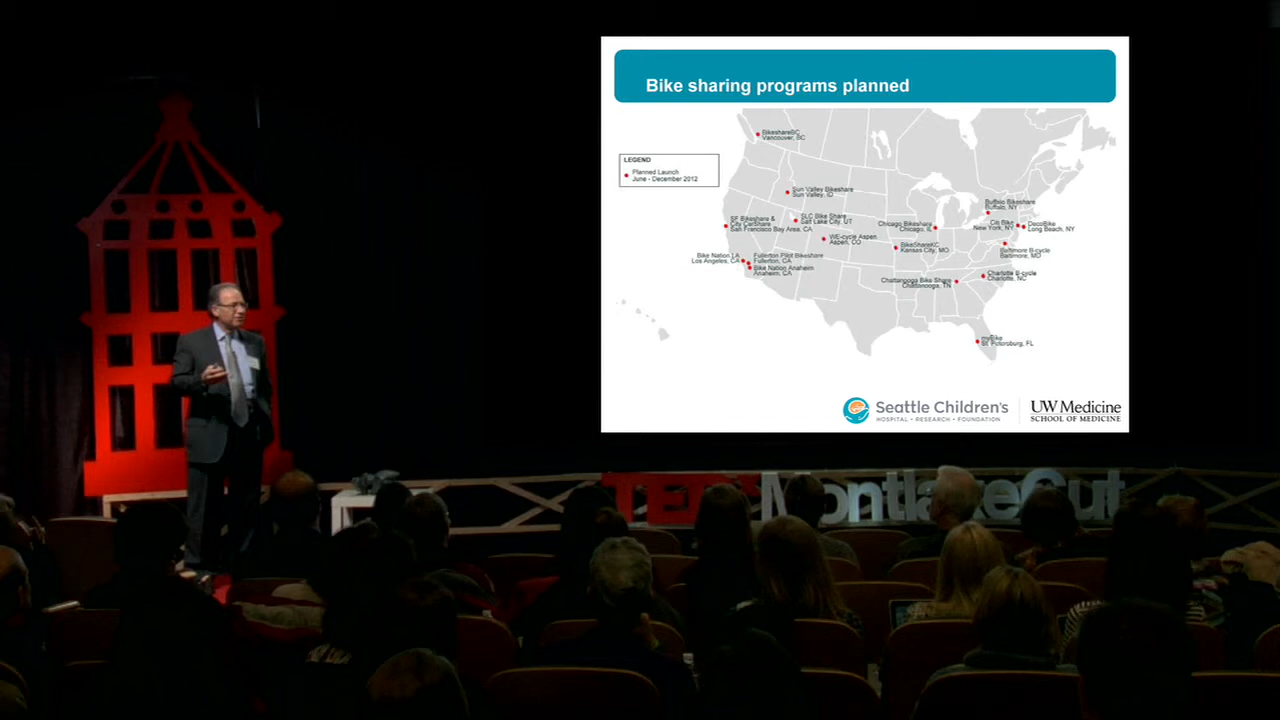 Bike sharing programs planned
BikeshareBC
Vancouver, BC
LEGEND
Planned Launch
June - December 2012
Sun Valley Bikeshare
Sun Valley, ID
Buffalo Bikeshare
Buffalo, NY
SF Bikeshare &
City CarShare
San Francisco Bay Area, CA
SLC Bike Share
Salt Lake City, UT
Chicago Bikeshare
Chicago, IL
Citi Bike
New York, NY
DecoBike
Long Beach, NY
WE-cycle Aspen
Aspen, CO
BikeShareKC
Kansas City, MO
Baltimore B-cycle
Baltimore, MD
Bike Nation LA
Los Angeles, CA
Fullerton Pilot Bikeshare
Fullerton, CA
Bike Nation Anaheim
Anaheim, CA
Chattanooga Bike Share
Chattanooga, TN
Charlotte B-cycle
Charlotte, NC
myBike
St. Petersburg, FL
Seattle Children's
HOSPITAL • RESEARCH • FOUNDATION
UW Medicine
SCHOOL OF MEDICINE
TEDx MontlakeCut